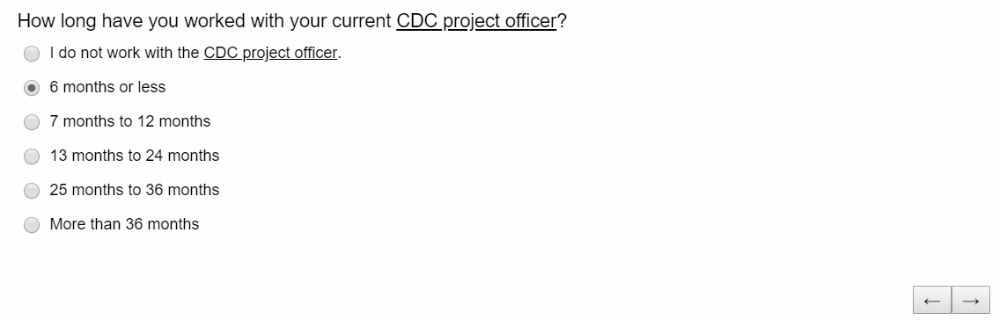 How long have you worked with your current CDC project officer?
I do not work with the CDC project officer.
6 months or less
7 months to 12 months
13 months to 24 months
25 months to 36 months
More than 36 months
← →